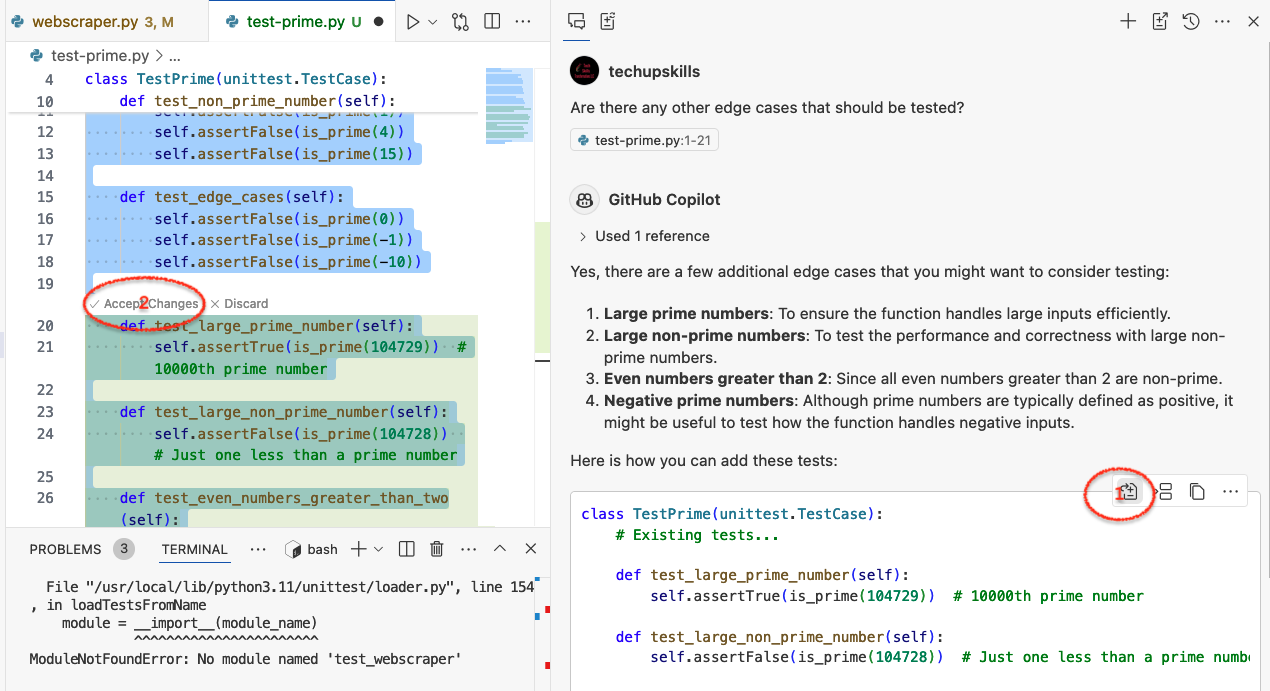 webscraper.py 3, M
test-prime.py U
test-prime.py > ...
4 class TestPrime(unittest.TestCase):
10 def test_non_prime_number(self):
11 self.assertFalse(is_prime(1))
12 self.assertFalse(is_prime(4))
13 self.assertFalse(is_prime(15))
14
15 def test_edge_cases(self):
16 self.assertFalse(is_prime(0))
17 self.assertFalse(is_prime(-1))
18 self.assertFalse(is_prime(-10))
19
Accept Changes Discard
2
20 def test_large_prime_number(self):
21 self.assertTrue(is_prime(104729)) #
10000th prime number
22
23 def test_large_non_prime_number(self):
24 self.assertFalse(is_prime(104728))
# Just one less than a prime number
25
26 def test_even_numbers_greater_than_two
(self):
PROBLEMS 3 TERMINAL ... bash
File "/usr/local/lib/python3.11/unittest/loader.py", line 154
, in loadTestsFromName
module = __import__(module_name)
^^^^^^^^^^^^^^^^^^^^^^^
ModuleNotFoundError: No module named 'test_webscraper'
techupskills
Are there any other edge cases that should be tested?
test-prime.py:1-21
GitHub Copilot
> Used 1 reference
Yes, there are a few additional edge cases that you might want to consider testing:
1. Large prime numbers: To ensure the function handles large inputs efficiently.
2. Large non-prime numbers: To test the performance and correctness with large non-
prime numbers.
3. Even numbers greater than 2: Since all even numbers greater than 2 are non-prime.
4. Negative prime numbers: Although prime numbers are typically defined as positive, it
might be useful to test how the function handles negative inputs.
Here is how you can add these tests:
1
class TestPrime(unittest.TestCase):
# Existing tests...
def test_large_prime_number(self):
self.assertTrue(is_prime(104729)) # 10000th prime number
def test_large_non_prime_number(self):
self.assertFalse(is_prime(104728)) # Just one less than a prime numbe